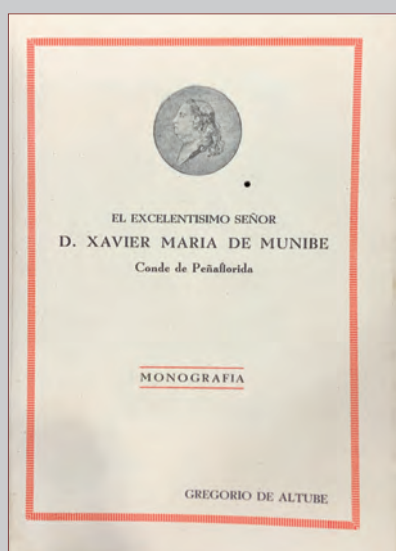 EL EXCELENTISIMO SEÑOR
D. XAVIER MARIA DE MUNIBE
Conde de Peñaflorida
MONOGRAFIA
GREGORIO DE ALTUBE